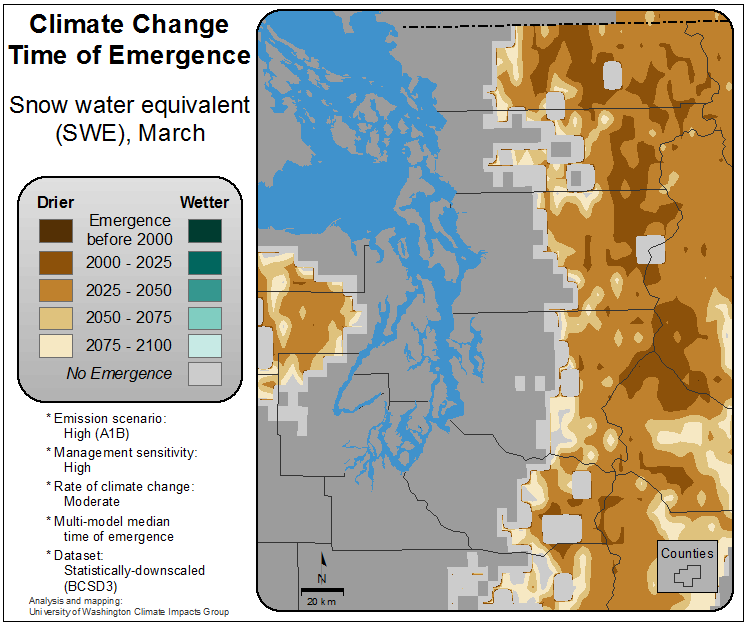 Climate Change
Time of Emergence
Snow water equivalent
(SWE), March
Drier
Wetter
Emergence
before 2000
2000 - 2025
2025 - 2050
2050 - 2075
2075 - 2100
No Emergence
* Emission scenario:
High (A1B)
* Management sensitivity:
High
* Rate of climate change:
Moderate
* Multi-model median
time of emergence
* Dataset:
Statistically-downscaled
(BCSD3)
Analysis and mapping:
University of Washington Climate Impacts Group
N
20 km
Counties